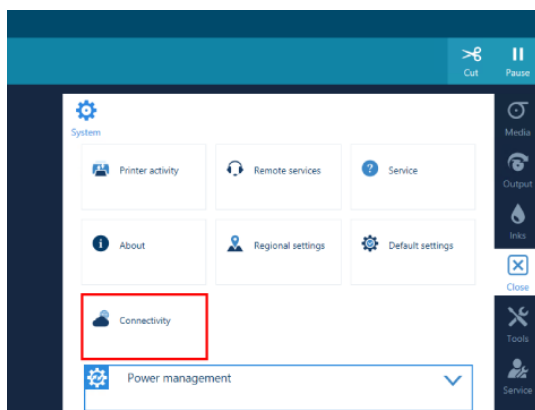 Cut
Pause
System
Media
Printer activity
Remote services
Service
Output
Inks
About
Regional settings
Default settings
Close
Connectivity
Tools
Power management
Service